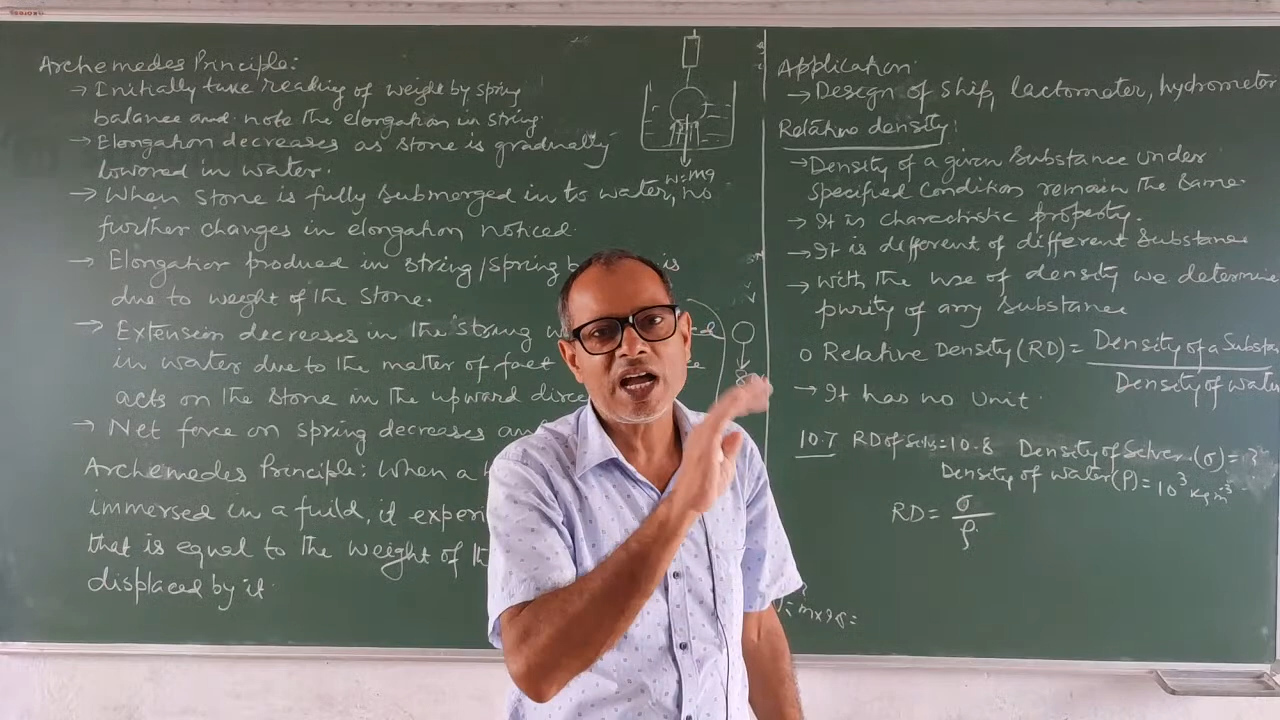 Archemedes Principle:
→ Initially take reading of weight by spring
balance and note the elongation in string.
→ Elongation decreases as stone is gradually
lowered in water.
→ When stone is fully submerged in to water, no
further changes in elongation noticed.
→ Elongation produced in string/spring is
due to weight of the Stone.
→ Extension decreases in the string
in water due to the matter of fact
acts on the stone in the upward
→ Net force on spring decreases
Archemedes Principle: When a
immersed in a fuild, it
that is equal to the weight of
displaced by it
W=mg
Application:
→ Design of Ship, lactometer, hydrometer
Relative density:
→ Density of a given Substance under
specified Condition remain the same.
→ It is charectristic property.
→ It is different of different Substance
→ With the use of density we determine
purity of any substance
o Relative Density (RD) = Density of a
Density of
→ It has no Unit.
10.7 RD of =10.8 Density of Silver (σ) = ?
Density of water (ρ) = 10³ Kg m⁻³
RD = σ
ρ